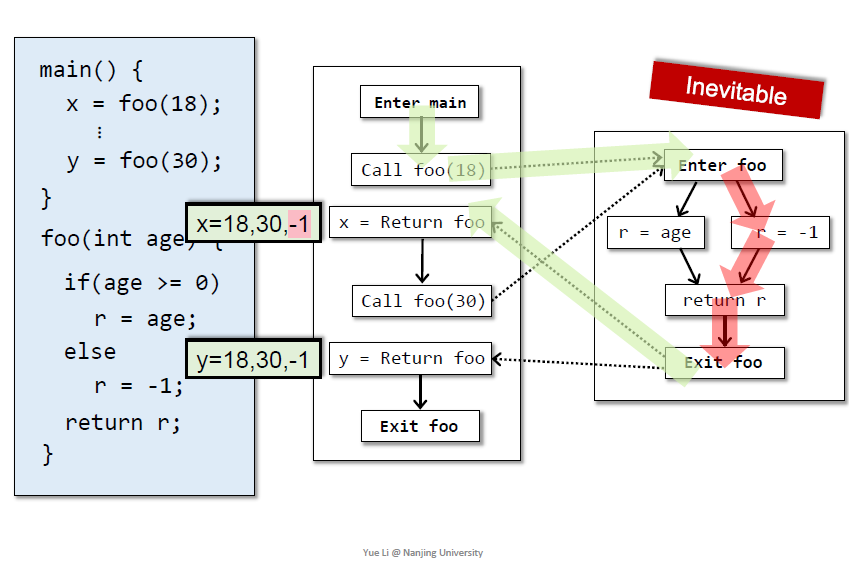 main() {
x = foo(18);
⋮
y = foo(30);
}
foo(int age) {
if(age >= 0)
r = age;
else
r = -1;
return r;
}
x=18,30,-1
y=18,30,-1
Enter main
Call foo(18)
x = Return foo
Call foo(30)
y = Return foo
Exit foo
Inevitable
Enter foo
r = age
r = -1
return r
Exit foo
Yue Li @ Nanjing University